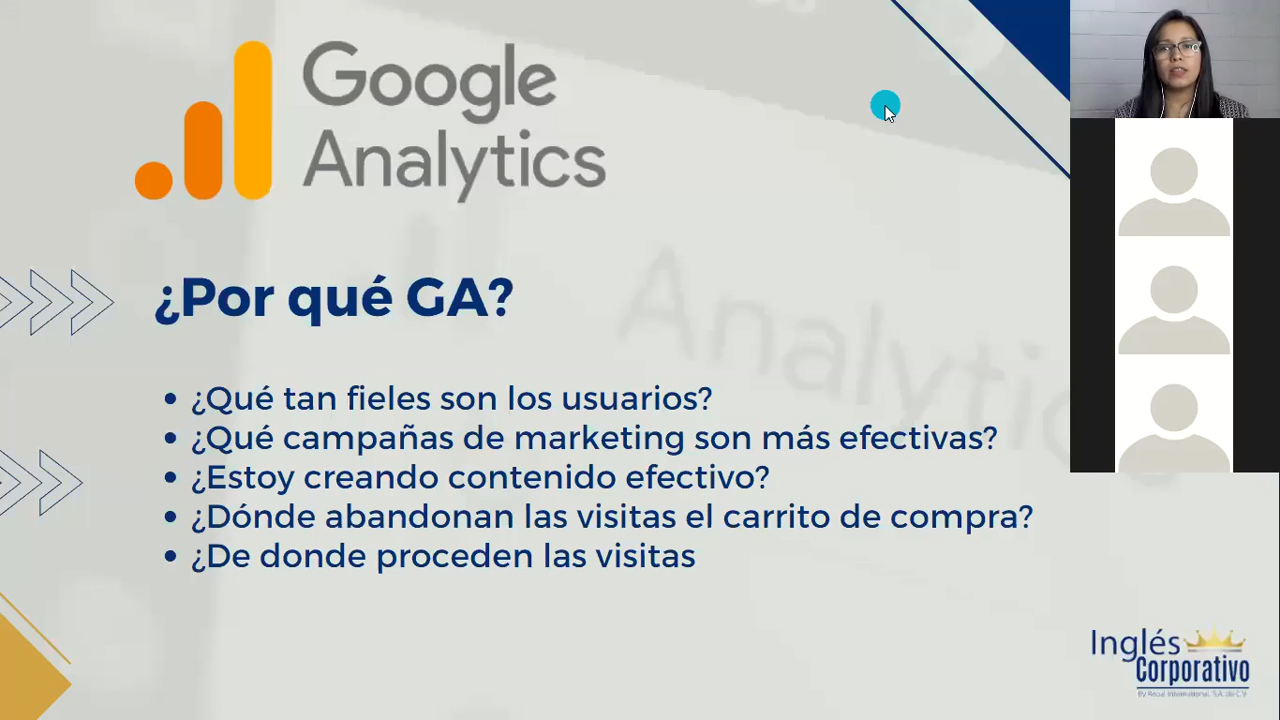 Google
Analytics
¿Por qué GA?
• ¿Qué tan fieles son los usuarios?
• ¿Qué campañas de marketing son más efectivas?
• ¿Estoy creando contenido efectivo?
• ¿Dónde abandonan las visitas el carrito de compra?
• ¿De donde proceden las visitas
Analytic
Inglés
Corporativo